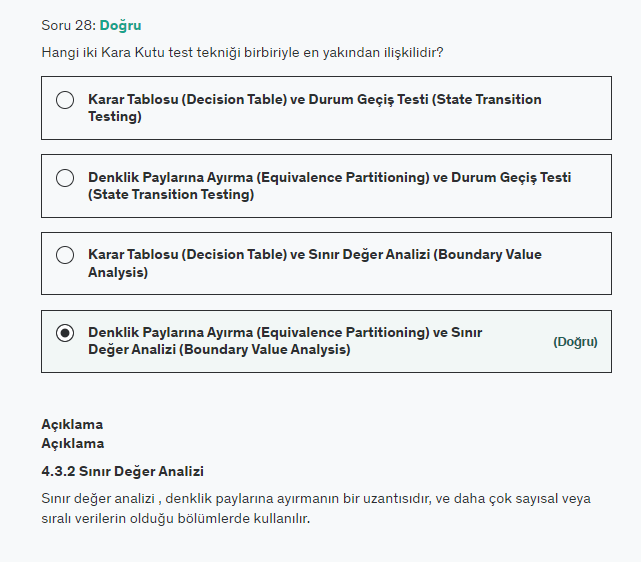 Soru 28: Doğru
Hangi iki Kara Kutu test tekniği birbiriyle en yakından ilişkilidir?
Karar Tablosu (Decision Table) ve Durum Geçiş Testi (State Transition
Testing)
Denklik Paylarına Ayırma (Equivalence Partitioning) ve Durum Geçiş Testi
(State Transition Testing)
Karar Tablosu (Decision Table) ve Sınır Değer Analizi (Boundary Value
Analysis)
Denklik Paylarına Ayırma (Equivalence Partitioning) ve Sınır
Değer Analizi (Boundary Value Analysis)
(Doğru)
Açıklama
Açıklama
4.3.2 Sınır Değer Analizi
Sınır değer analizi , denklik paylarına ayırmanın bir uzantısıdır, ve daha çok sayısal veya
sıralı verilerin olduğu bölümlerde kullanılır.